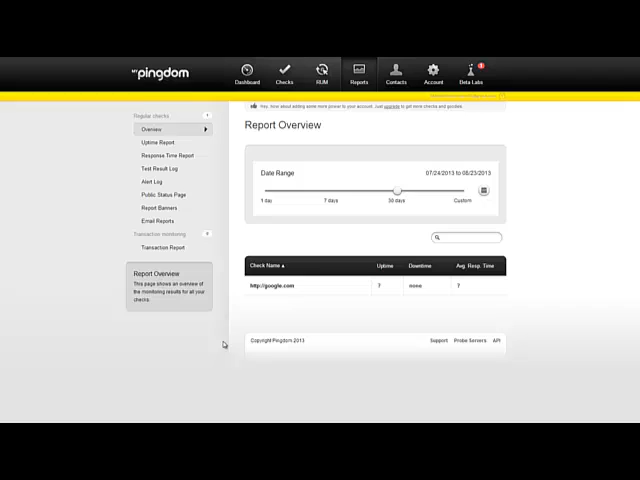 MY pingdom
Dashboard
Checks
RUM
Reports
Contacts
Account
Beta Labs
Hey, how about adding some more power to your account. Just upgrade to get more checks and goodies.
Regular checks
Overview
Uptime Report
Response Time Report
Test Result Log
Alert Log
Public Status Page
Report Banners
Email Reports
Transaction monitoring
Transaction Report
Report Overview
This page shows an overview of
the monitoring results for all your
checks.
Report Overview
Date Range
07/24/2013 to 08/23/2013
1 day
7 days
30 days
Custom
Check Name
Uptime
Downtime
Avg. Resp. Time
http://google.com
?
none
?
Copyright Pingdom 2013
Support
Probe Servers
API